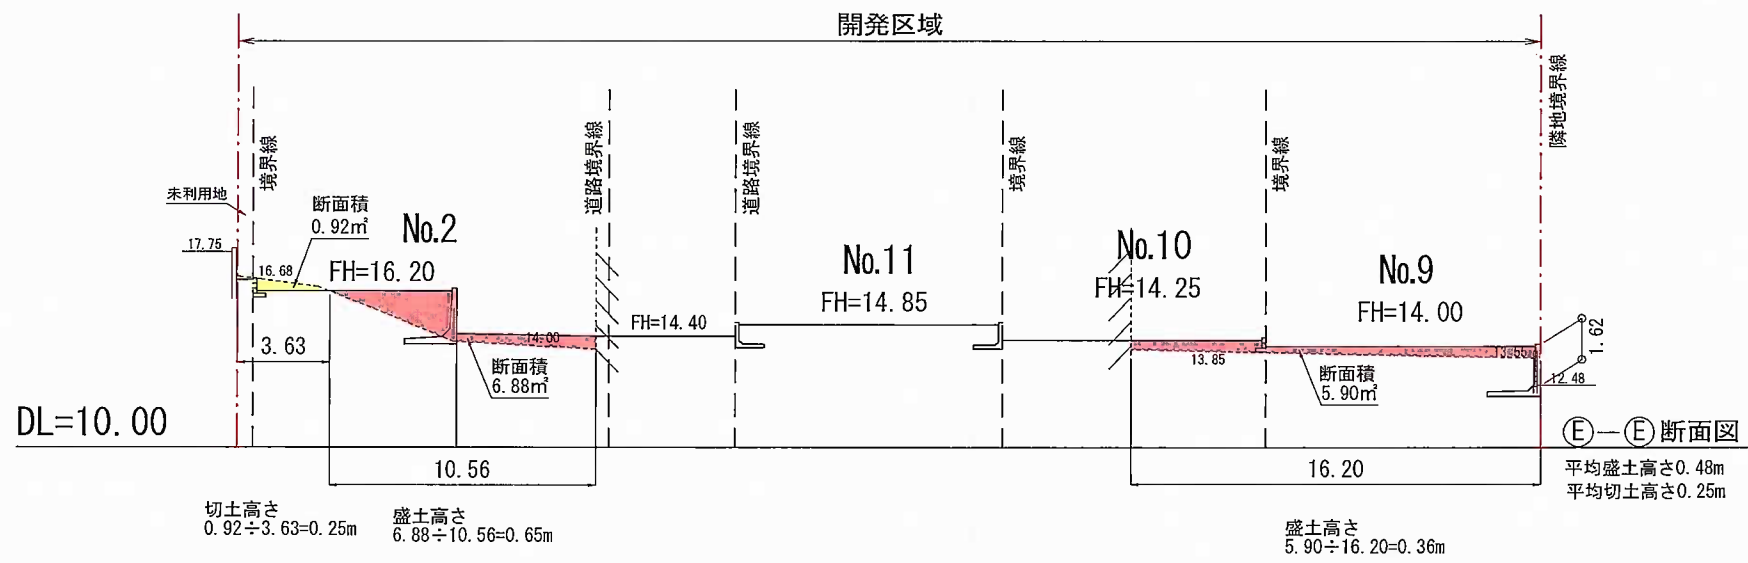 開発区域
隣地境界線
境界線
道路境界線
道路境界線
境界線
境界線
未利用地
断面積
0.92㎡
No.2
FH=16.20
17.75
16.68
No.11
FH=14.85
No.10
FH=14.25
No.9
FH=14.00
FH=14.40
14.00
13.85
13.55
1.62
12.48
3.63
断面積
6.88㎡
断面積
5.90㎡
DL=10.00
10.56
16.20
Ⓔ－Ⓔ断面図
平均盛土高さ0.48m
平均切土高さ0.25m
切土高さ
0.92÷3.63=0.25m
盛土高さ
6.88÷10.56=0.65m
盛土高さ
5.90÷16.20=0.36m